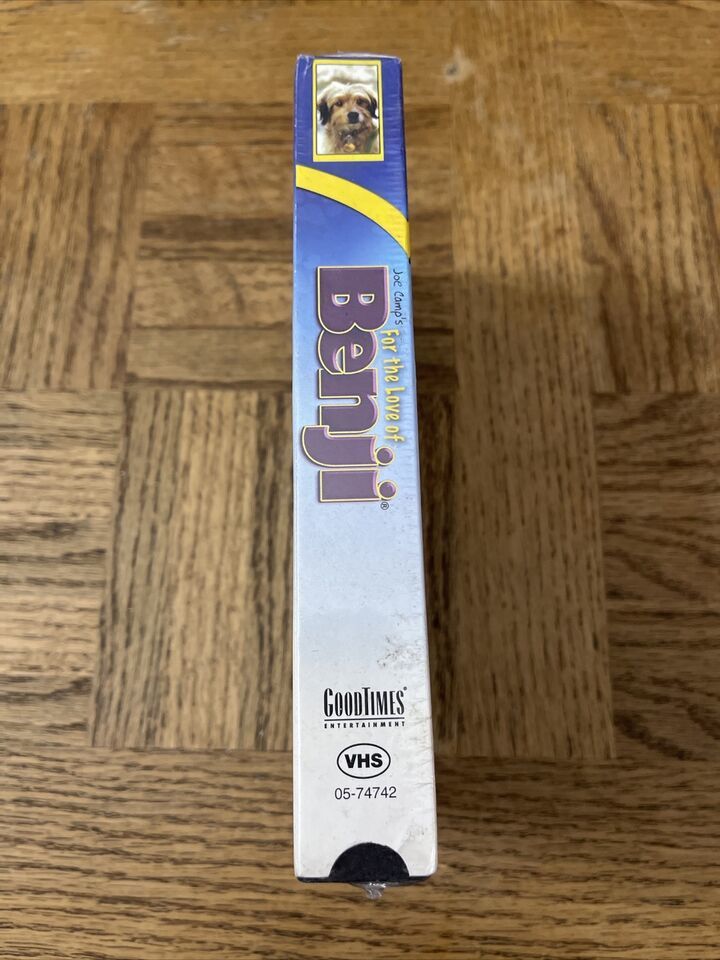 Joe Camp's
For the Love of
Benji®
GOODTIMES®
ENTERTAINMENT
VHS
05-74742